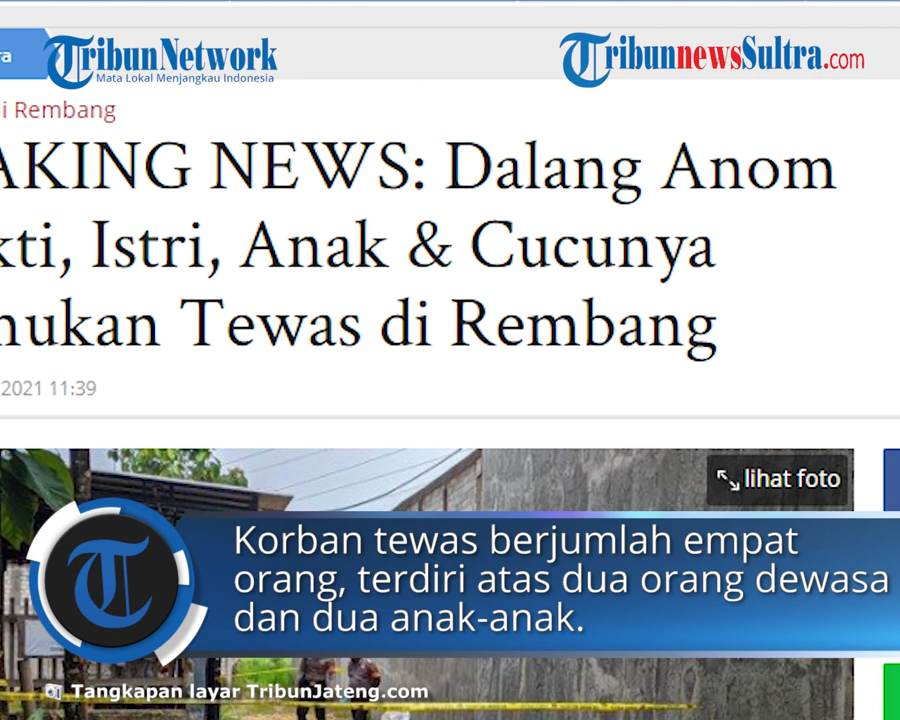 ra
TribunNetwork
Mata Lokal Menjangkau Indonesia
TribunnewsSultra.com
i Rembang
AKING NEWS: Dalang Anom
kti, Istri, Anak & Cucunya
mukan Tewas di Rembang
2021 11:39
lihat foto
Korban tewas berjumlah empat
orang, terdiri atas dua orang dewasa
dan dua anak-anak.
Tangkapan layar TribunJateng.com